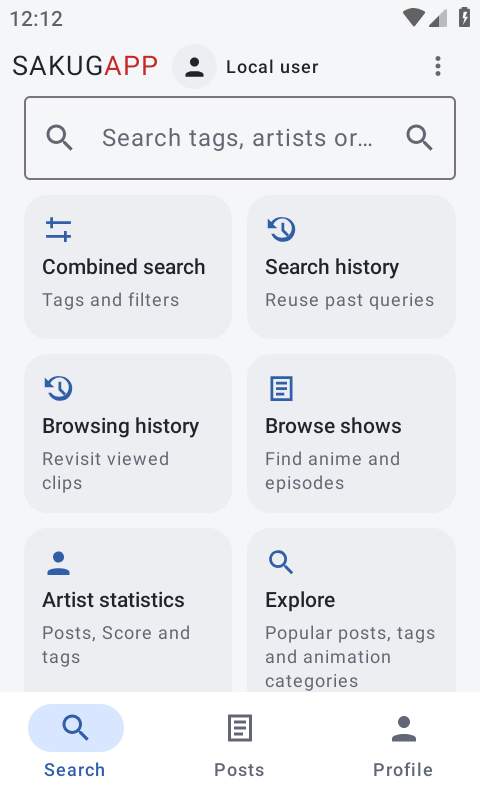 12:12
SAKUGAPP
Local user
Search tags, artists or…
Combined search
Tags and filters
Search history
Reuse past queries
Browsing history
Revisit viewed
clips
Browse shows
Find anime and
episodes
Artist statistics
Posts, Score and
tags
Explore
Popular posts, tags
and animation
categories
Search
Posts
Profile